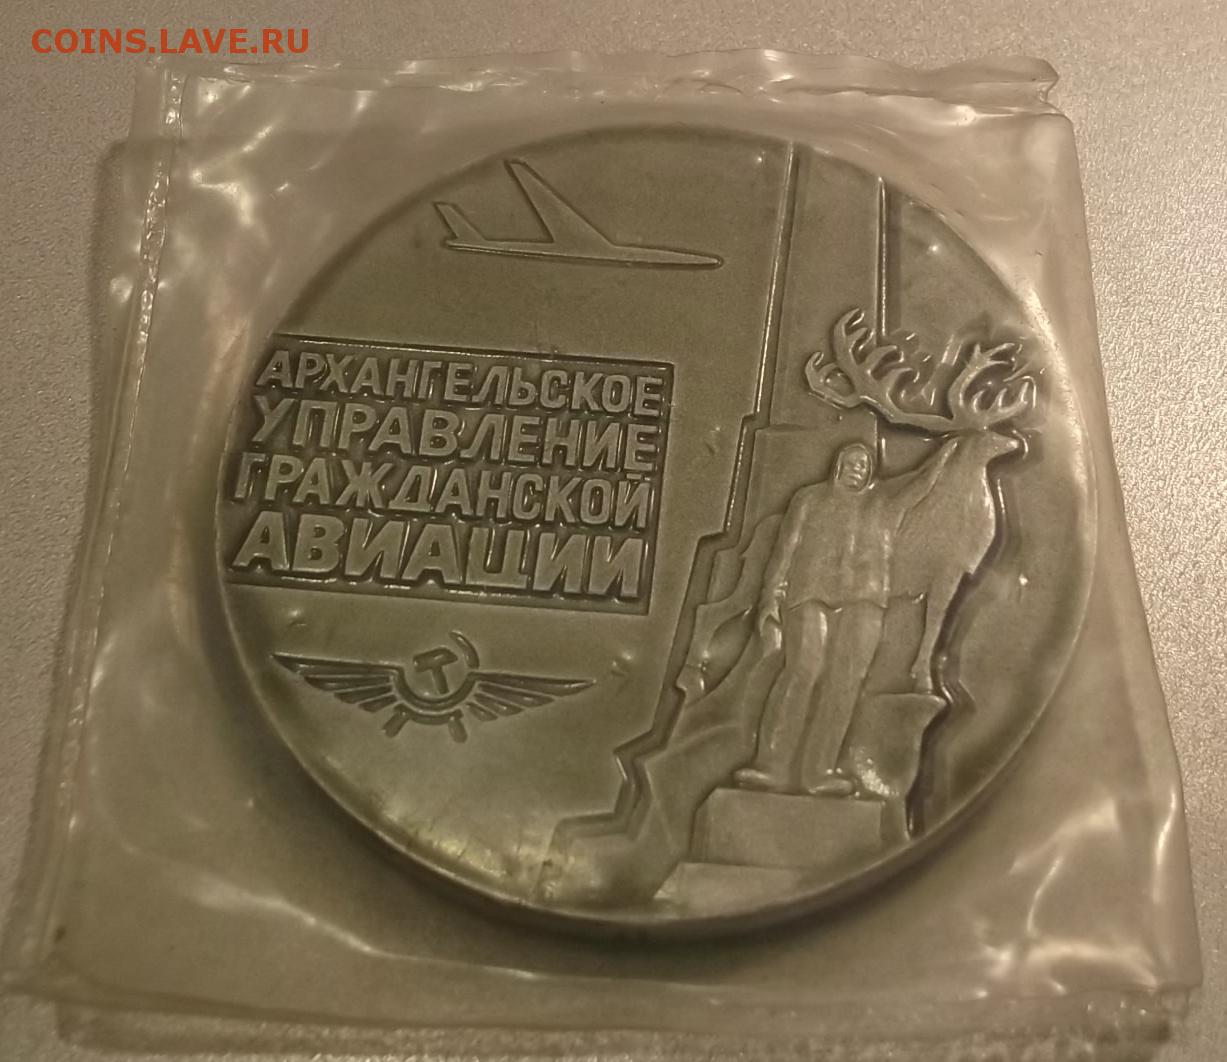 COINS.LAVE.RU
АРХАНГЕЛЬСКОЕ
УПРАВЛЕНИЕ
ГРАЖДАНСКОЙ
АВИАЦИИ